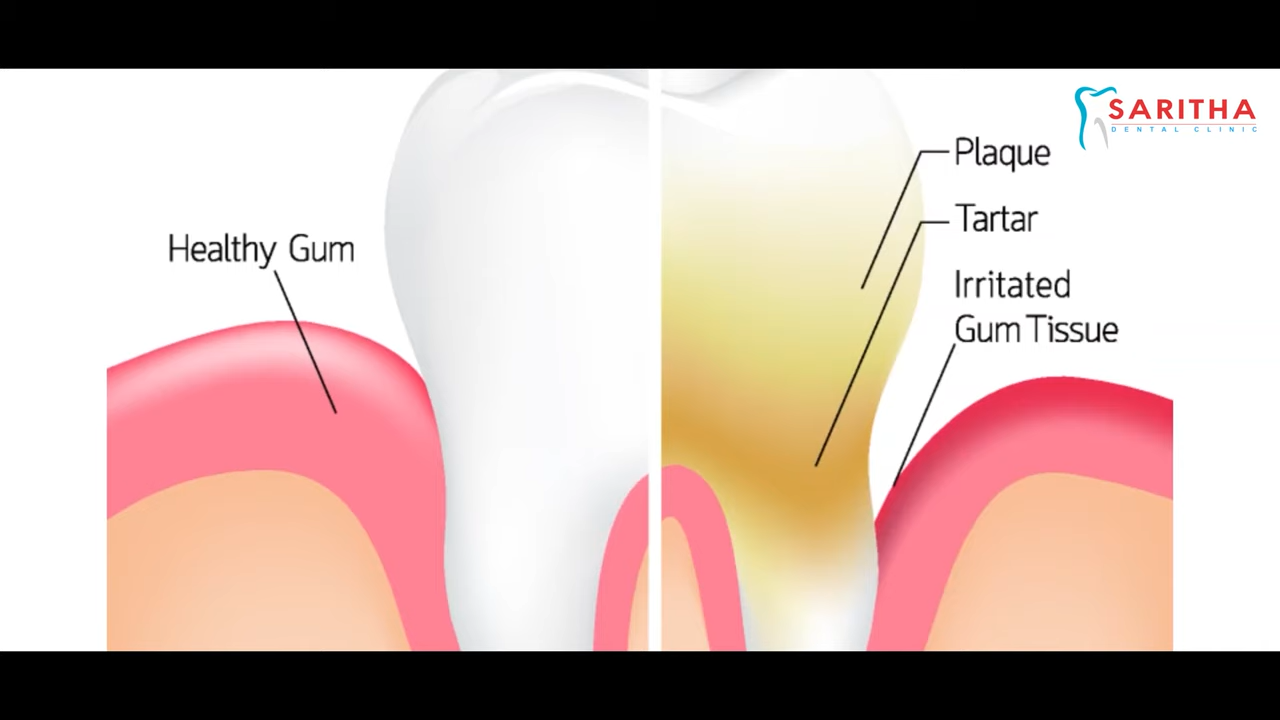 SARITHA
DENTAL CLINIC
Plaque
Tartar
Healthy Gum
Irritated
Gum Tissue